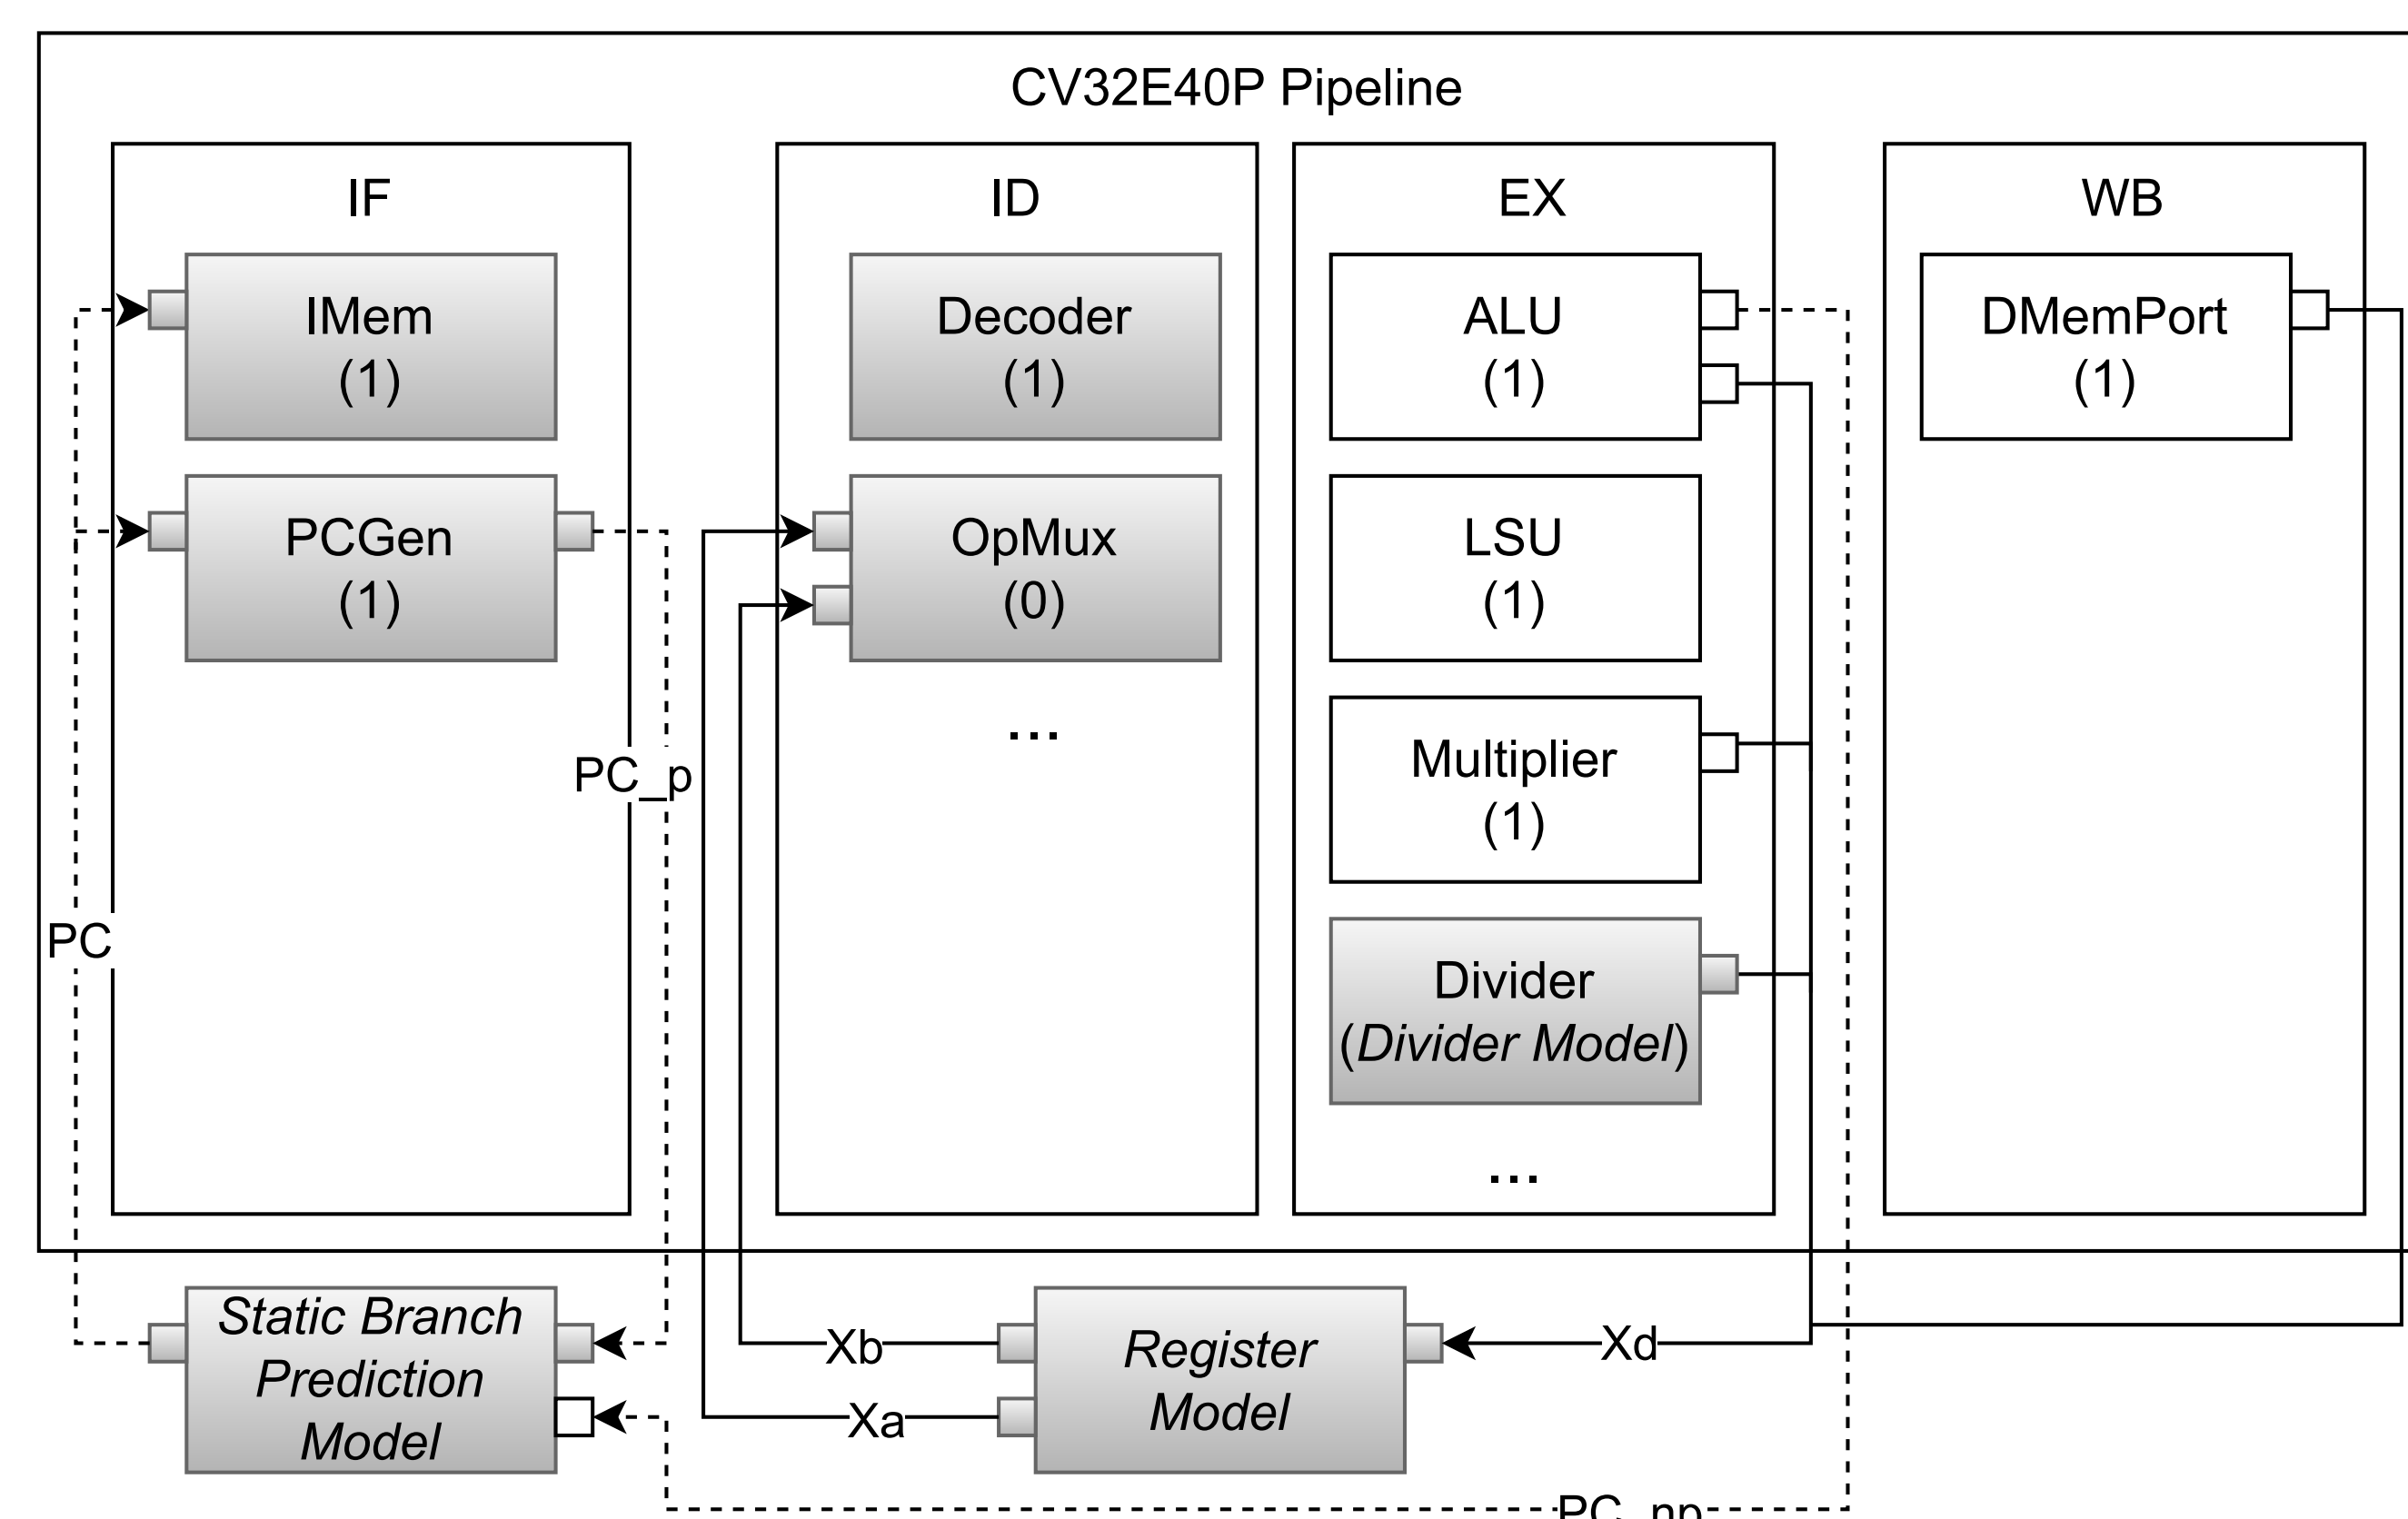 CV32E40P Pipeline
IF
IMem
(1)
PCGen
(1)
PC
PC_p
ID
Decoder
(1)
OpMux
(0)
...
EX
ALU
(1)
LSU
(1)
Multiplier
(1)
Divider
(Divider Model)
...
WB
DMemPort
(1)
Static Branch
Prediction
Model
Xb
Xa
Register
Model
Xd
PC_np